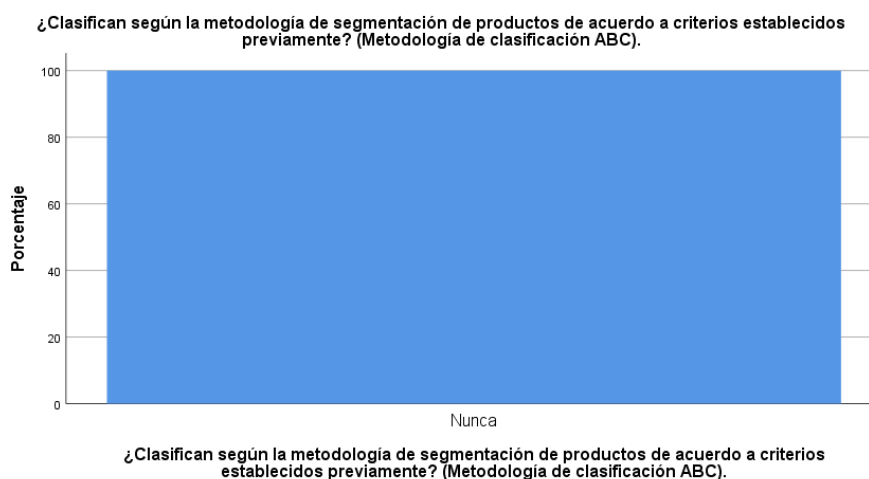 ¿Clasifican según la metodología de segmentación de productos de acuerdo a criterios establecidos
previamente? (Metodología de clasificación ABC).
100
80
60
40
20
0
Porcentaje
Nunca
¿Clasifican según la metodología de segmentación de productos de acuerdo a criterios
establecidos previamente? (Metodología de clasificación ABC).